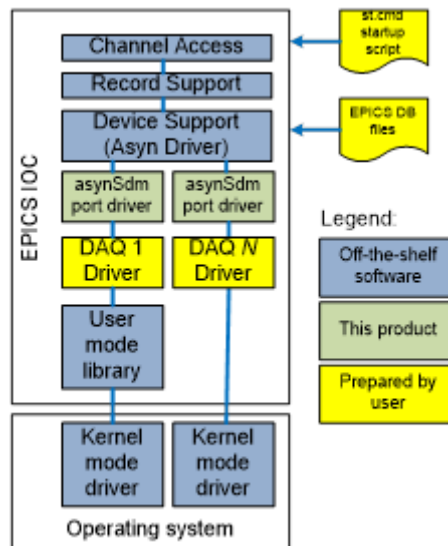 Channel Access
Record Support
Device Support
(Asyn Driver)
asynSdm
port driver
asynSdm
port driver
DAQ 1
Driver
DAQ N
Driver
User
mode
library
EPICS IOC
Kernel
mode
driver
Kernel
mode
driver
Operating system
st.cmd
startup
script
EPICS DB
files
Legend:
Off-the-shelf
software
This product
Prepared by
user